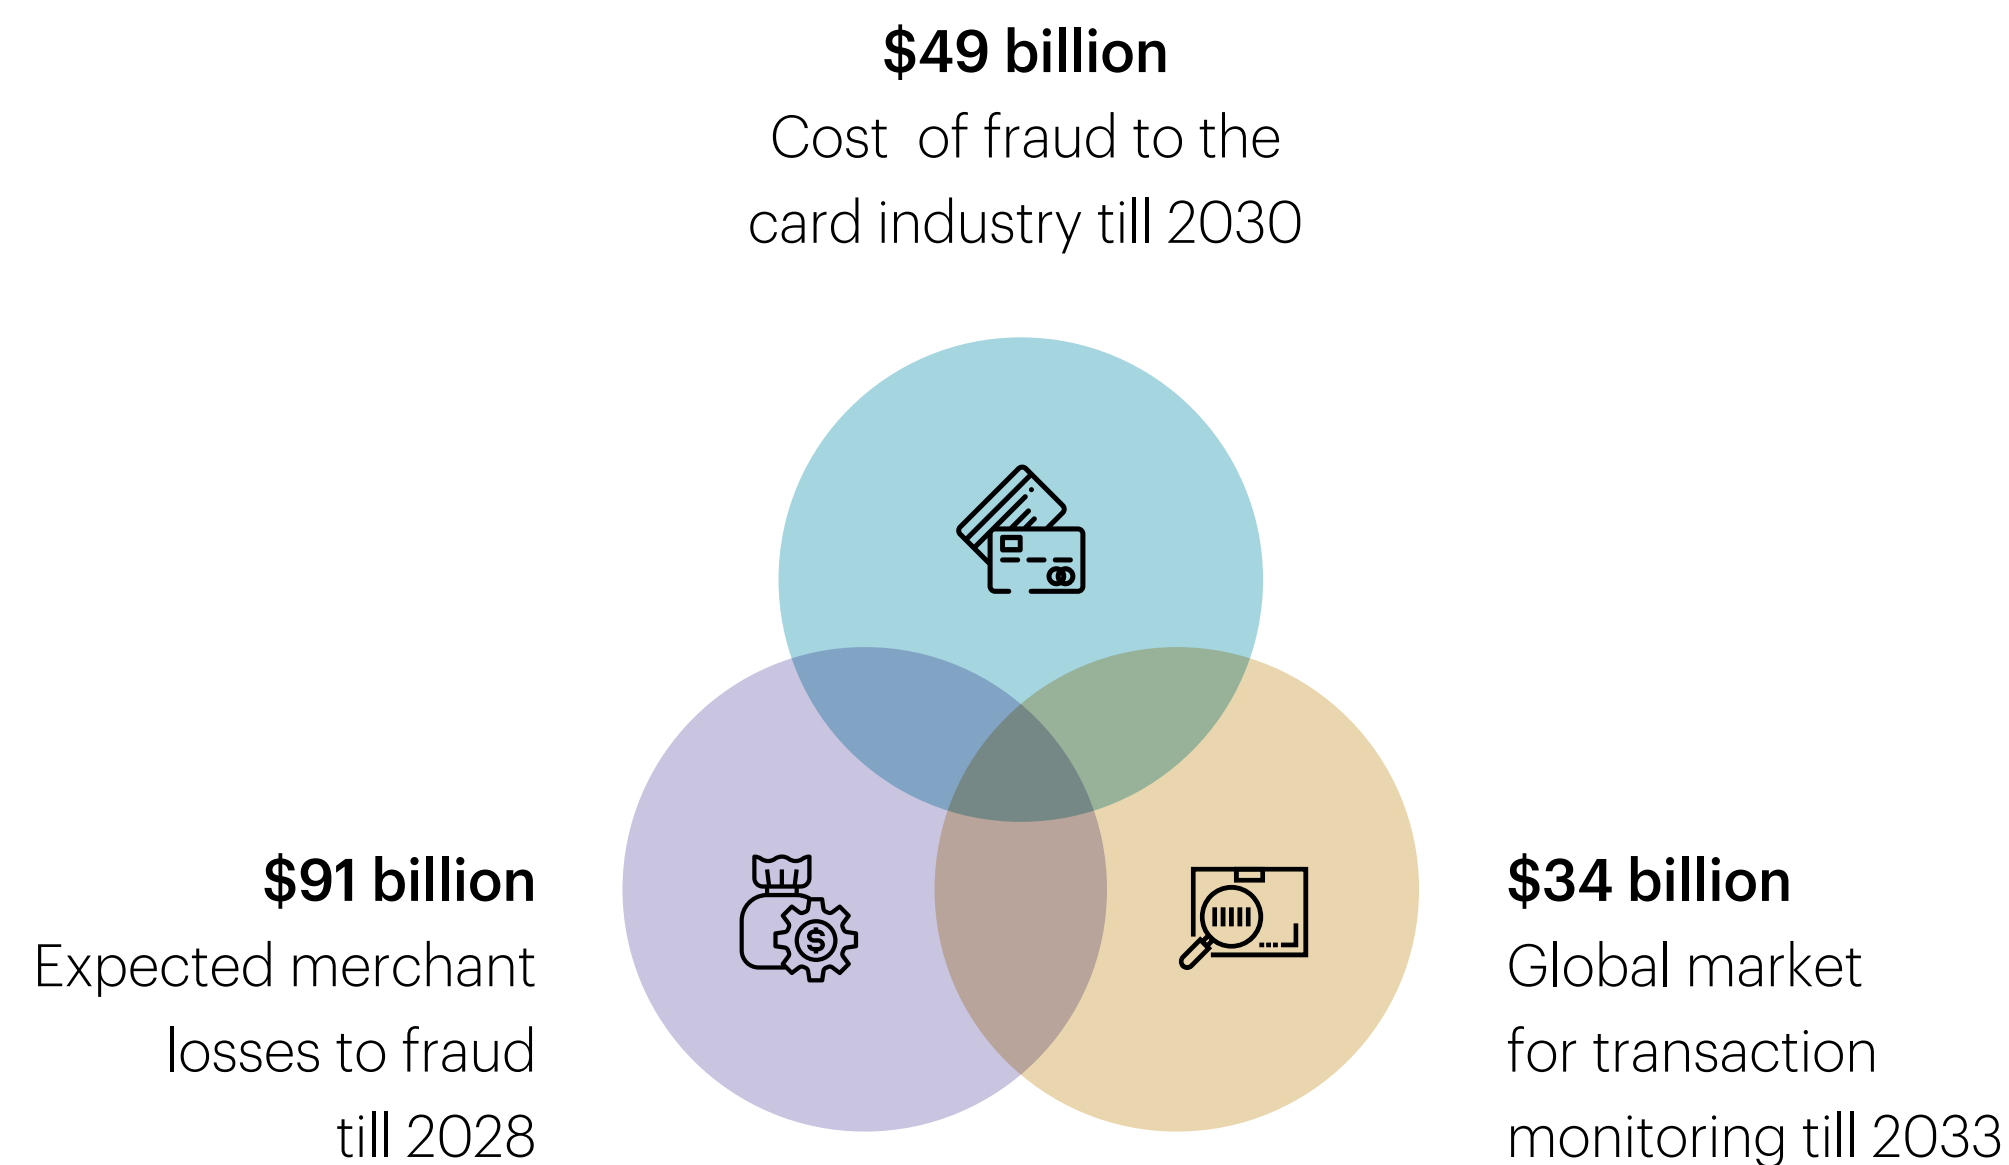 $49 billion
Cost of fraud to the
card industry till 2030
$91 billion
Expected merchant
losses to fraud
till 2028
$34 billion
Global market
for transaction
monitoring till 2033